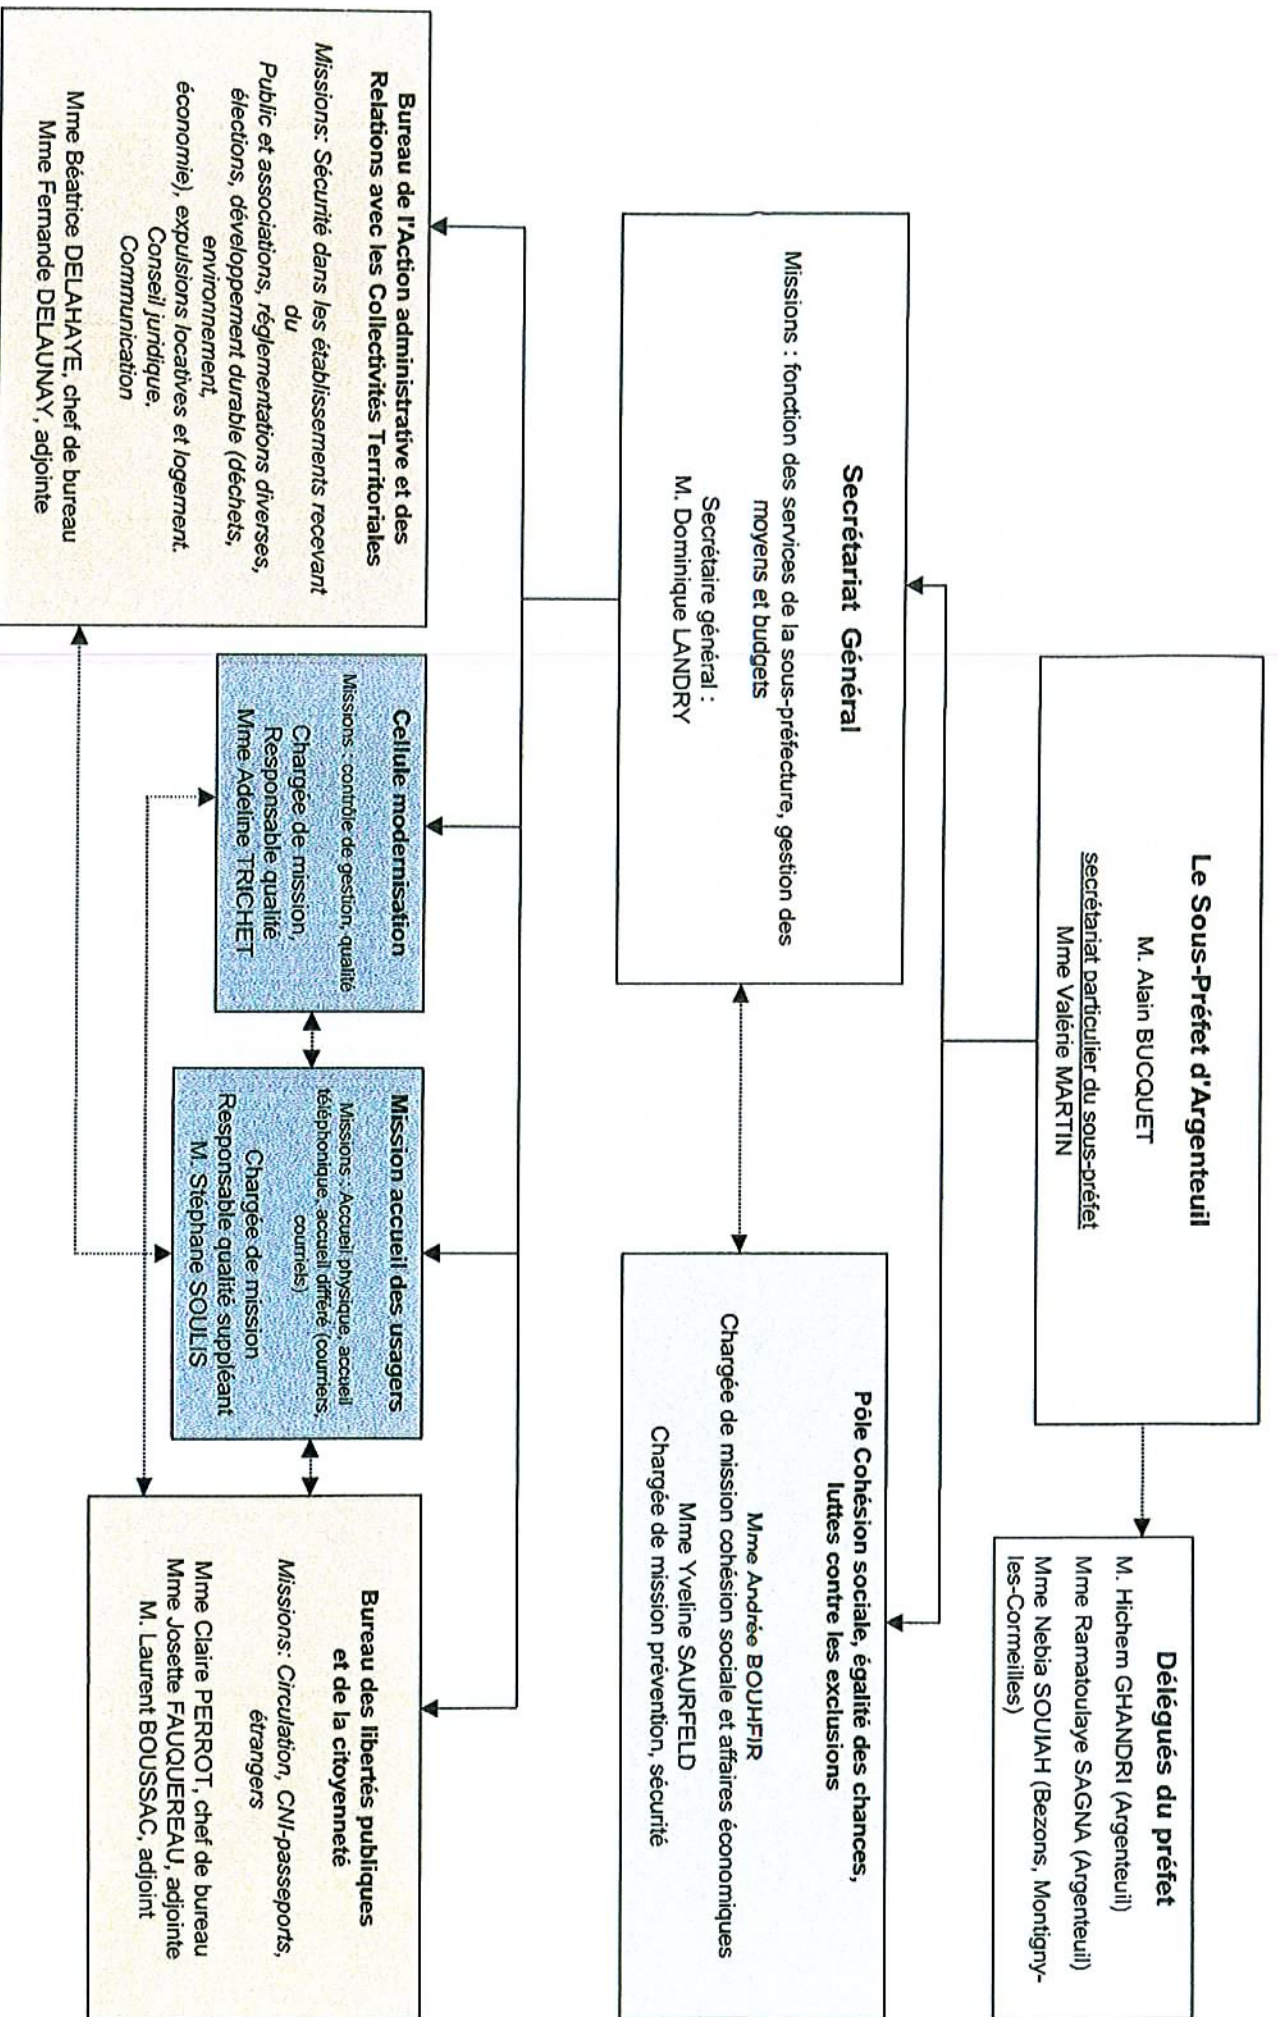 Le Sous-Préfet d'Argenteuil
M. Alain BUCQUET
secrétariat particulier du sous-préfet
Mme Valérie MARTIN
Délégués du préfet
M. Hichem GHANDRI (Argenteuil)
Mme Ramatoulaye SAGNA (Argenteuil)
Mme Nebia SOUIAH (Bezons, Montigny-
les-Cormeilles)
Secrétariat Général
Missions : fonction des services de la sous-préfecture, gestion des
moyens et budgets
Secrétaire général :
M. Dominique LANDRY
Pôle Cohésion sociale, égalité des chances,
luttes contre les exclusions
Mme Andrée BOUHFIR
Chargée de mission cohésion sociale et affaires économiques
Mme Yveline SAURFELD
Chargée de mission prévention, sécurité
Bureau de l'Action administrative et des
Relations avec les Collectivités Territoriales
Missions: Sécurité dans les établissements recevant
du
Public et associations, réglementations diverses,
élections, développement durable (déchets,
environnement,
économie), expulsions locatives et logement.
Conseil juridique,
Communication
Mme Béatrice DELAHAYE, chef de bureau
Mme Fernande DELAUNAY, adjointe
Cellule modernisation
Missions : contrôle de gestion, qualité
Chargée de mission,
Responsable qualité
Mme Adeline TRICHET
Mission accueil des usagers
Missions : Accueil physique, accueil
téléphonique, accueil différé (courriers,
courriels)
Chargée de mission
Responsable qualité suppléant
M. Stéphane SOULIS
Bureau des libertés publiques
et de la citoyenneté
Missions: Circulation, CNI-passeports,
étrangers
Mme Claire PERROT, chef de bureau
Mme Josette FAUQUEREAU, adjointe
M. Laurent BOUSSAC, adjoint